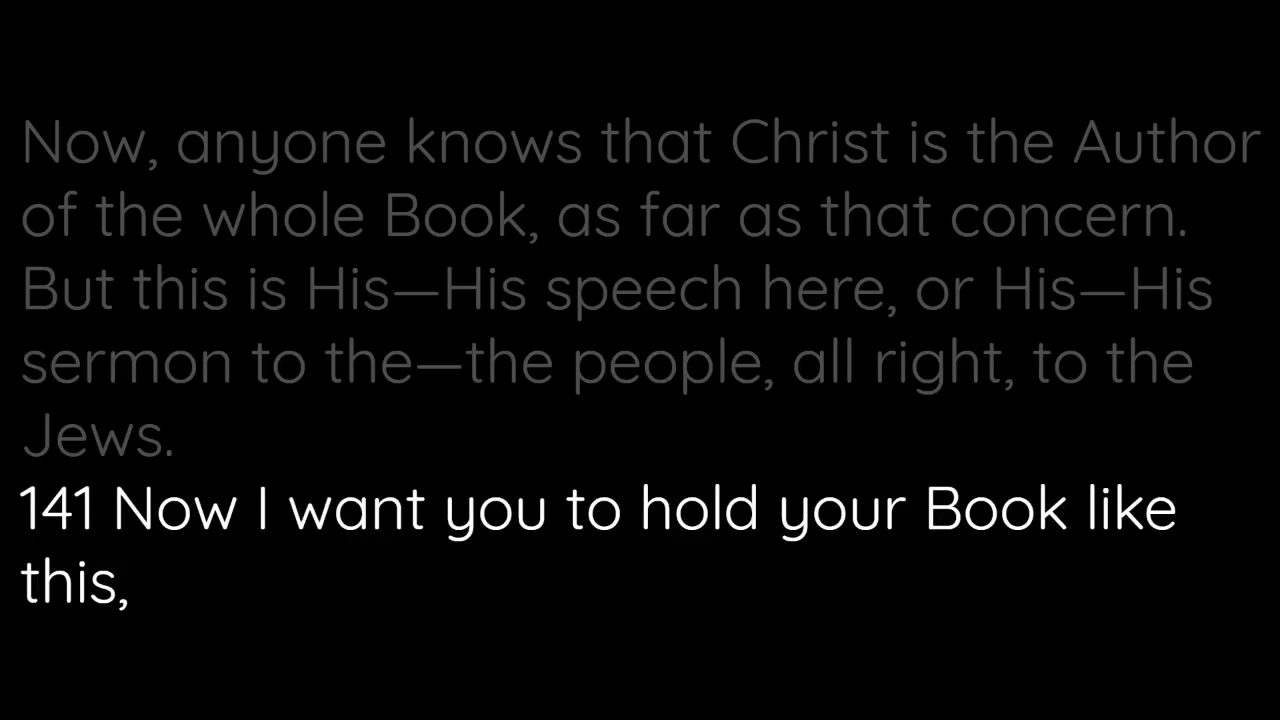 Now, anyone knows that Christ is the Author
of the whole Book, as far as that concern.
But this is His—His speech here, or His—His
sermon to the—the people, all right, to the
Jews.
141 Now I want you to hold your Book like
this,